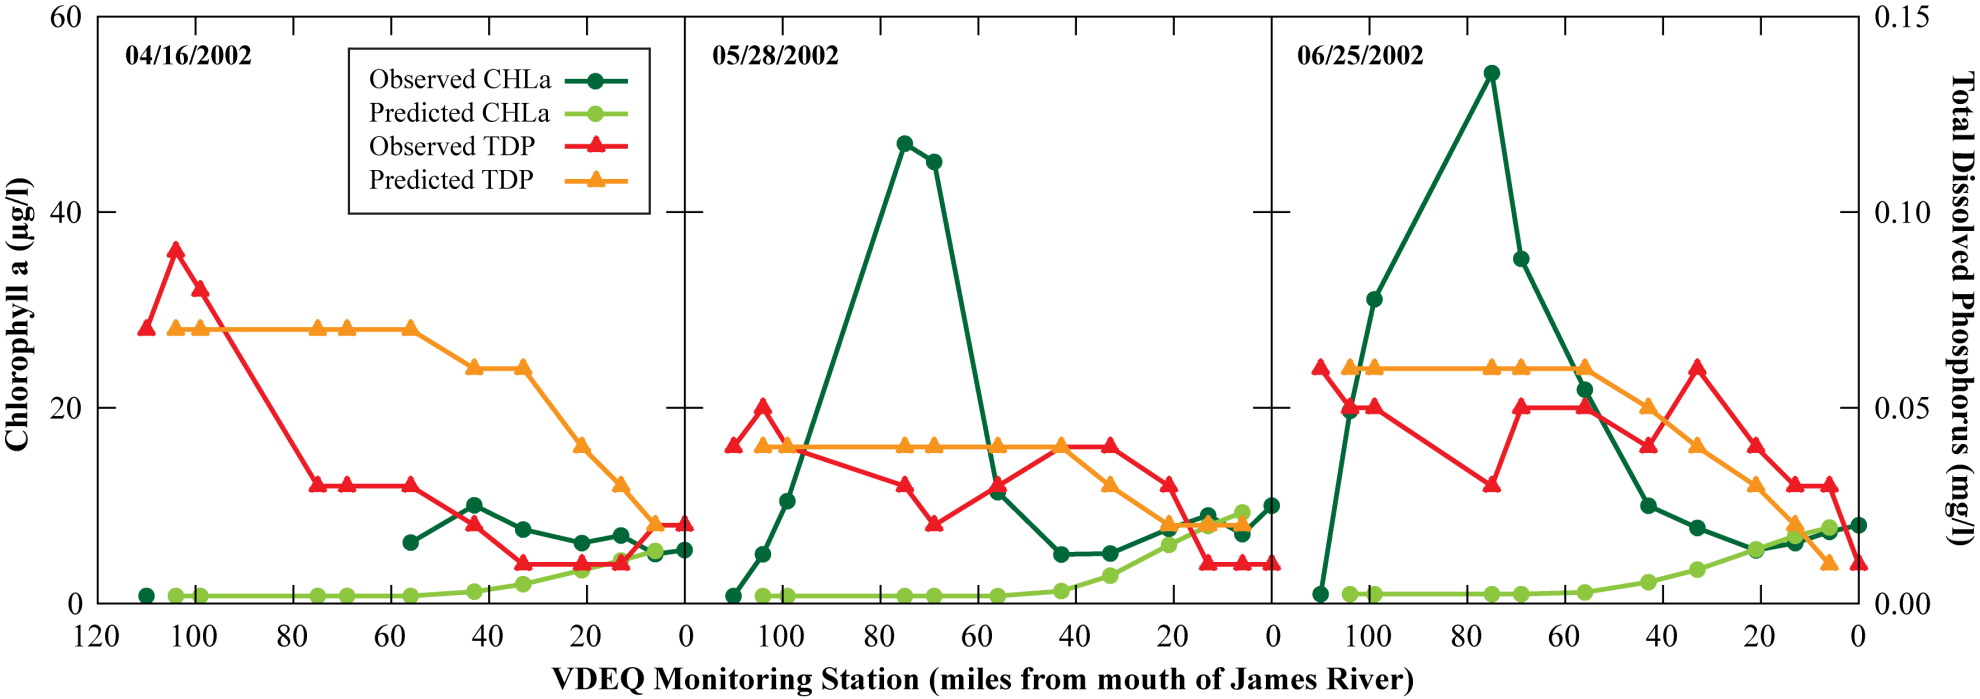 60
04/16/2002
05/28/2002
06/25/2002
0.15
Observed CHLa
Predicted CHLa
Observed TDP
Predicted TDP
40
0.10
20
0.05
0
0.00
Chlorophyll a (µg/l)
Total Dissolved Phosphorus (mg/l)
120 100 80 60 40 20 0 100 80 60 40 20 0 100 80 60 40 20 0
VDEQ Monitoring Station (miles from mouth of James River)